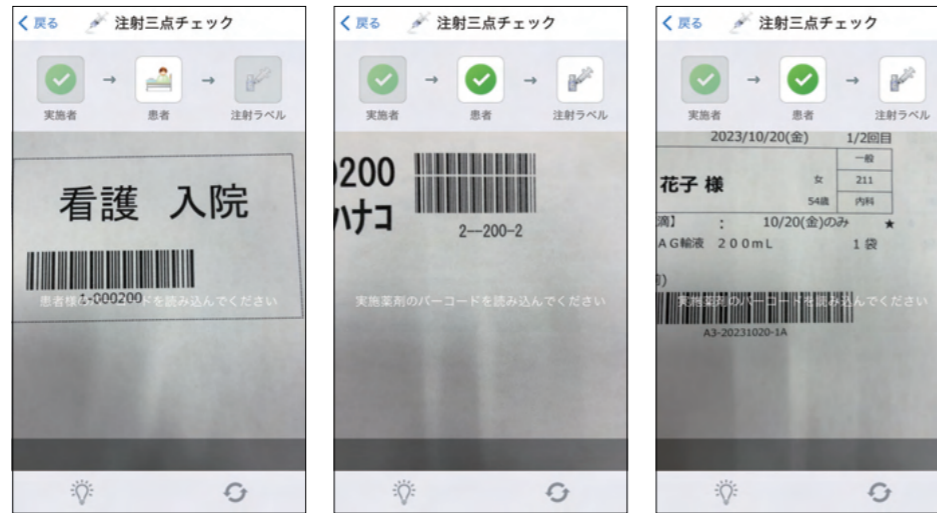 戻る 注射三点チェック
→ →
実施者 患者 注射ラベル
看護 入院
1-000200
患者様のバーコードを読み込んでください
戻る 注射三点チェック
→ →
実施者 患者 注射ラベル
0200
ハナコ
2--200-2
実施薬剤のバーコードを読み込んでください
戻る 注射三点チェック
→ →
実施者 患者 注射ラベル
2023/10/20(金) 1/2回目
一般
花子 様 女 211
54歳 内科
滴】 : 10/20(金)のみ ★
AG輸液 200mL 1袋
)
実施薬剤のバーコードを読み込んでください
A3-20231020-1A